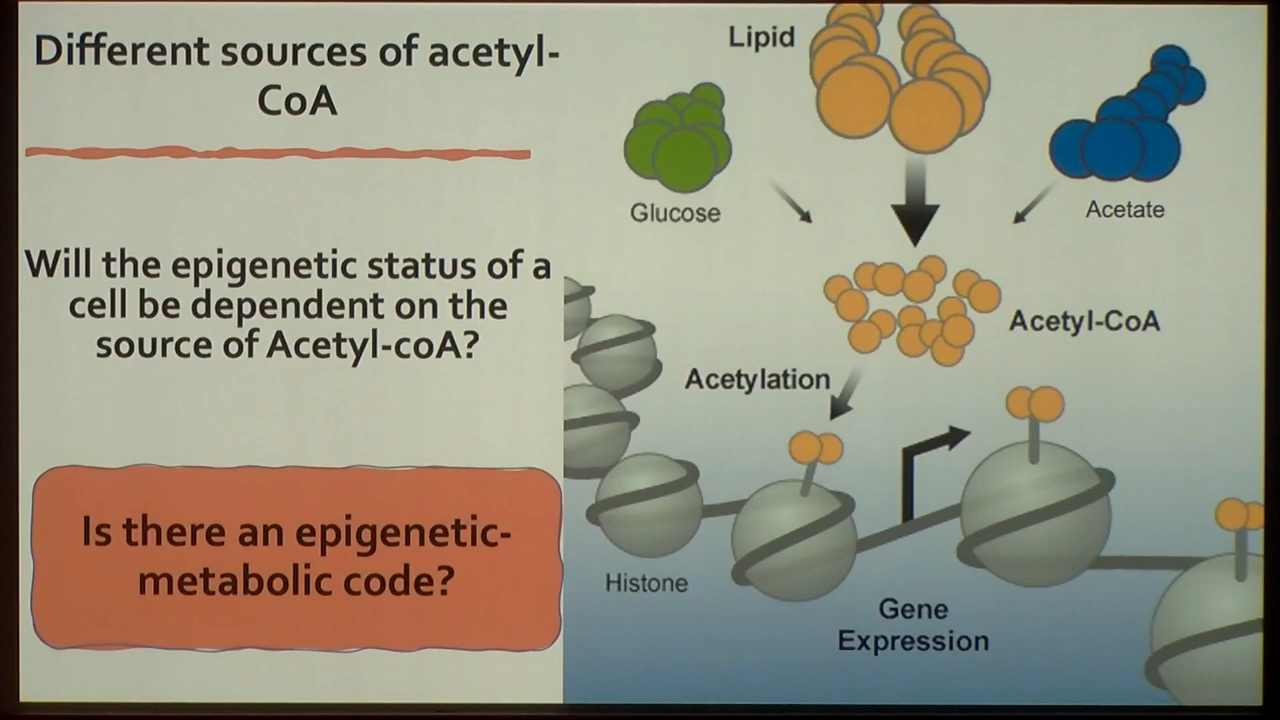 Different sources of acetyl-
CoA
Will the epigenetic status of a
cell be dependent on the
source of Acetyl-coA?
Is there an epigenetic-
metabolic code?
Lipid
Glucose
Acetate
Acetyl-CoA
Acetylation
Histone
Gene
Expression